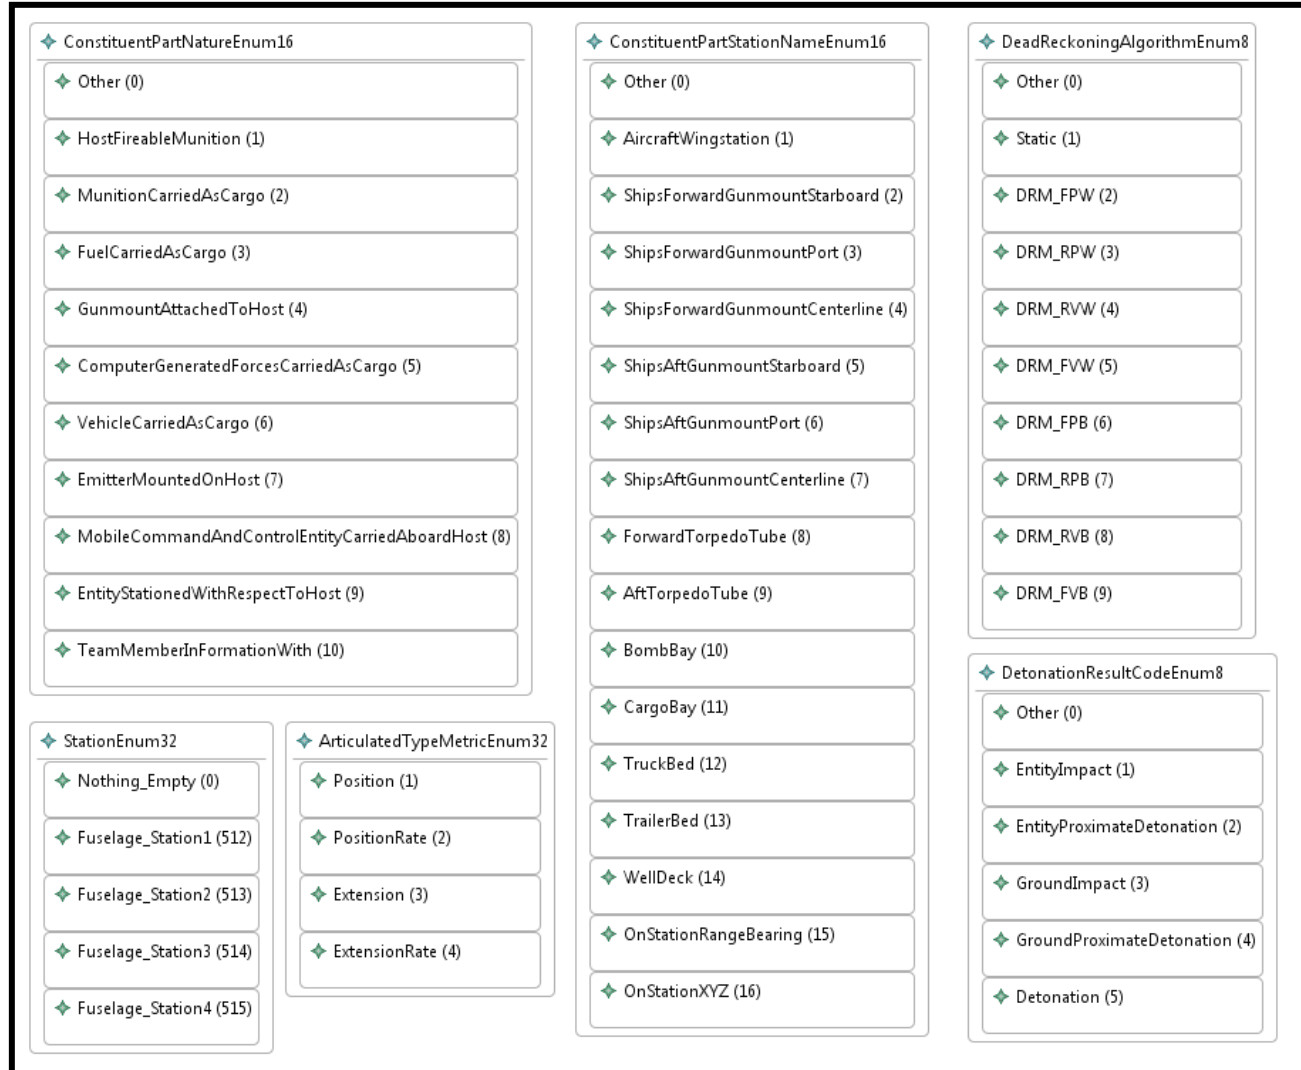 ConstituentPartNatureEnum16
Other (0)
HostFireableMunition (1)
MunitionCarriedAsCargo (2)
FuelCarriedAsCargo (3)
GunmountAttachedToHost (4)
ComputerGeneratedForcesCarriedAsCargo (5)
VehicleCarriedAsCargo (6)
EmitterMountedOnHost (7)
MobileCommandAndControlEntityCarriedAboardHost (8)
EntityStationedWithRespectToHost (9)
TeamMemberInFormationWith (10)
StationEnum32
Nothing_Empty (0)
Fuselage_Station1 (512)
Fuselage_Station2 (513)
Fuselage_Station3 (514)
Fuselage_Station4 (515)
ArticulatedTypeMetricEnum32
Position (1)
PositionRate (2)
Extension (3)
ExtensionRate (4)
ConstituentPartStationNameEnum16
Other (0)
AircraftWingstation (1)
ShipsForwardGunmountStarboard (2)
ShipsForwardGunmountPort (3)
ShipsForwardGunmountCenterline (4)
ShipsAftGunmountStarboard (5)
ShipsAftGunmountPort (6)
ShipsAftGunmountCenterline (7)
ForwardTorpedoTube (8)
AftTorpedoTube (9)
BombBay (10)
CargoBay (11)
TruckBed (12)
TrailerBed (13)
WellDeck (14)
OnStationRangeBearing (15)
OnStationXYZ (16)
DeadReckoningAlgorithmEnum8
Other (0)
Static (1)
DRM_FPW (2)
DRM_RPW (3)
DRM_RVW (4)
DRM_FVW (5)
DRM_FPB (6)
DRM_RPB (7)
DRM_RVB (8)
DRM_FVB (9)
DetonationResultCodeEnum8
Other (0)
EntityImpact (1)
EntityProximateDetonation (2)
GroundImpact (3)
GroundProximateDetonation (4)
Detonation (5)